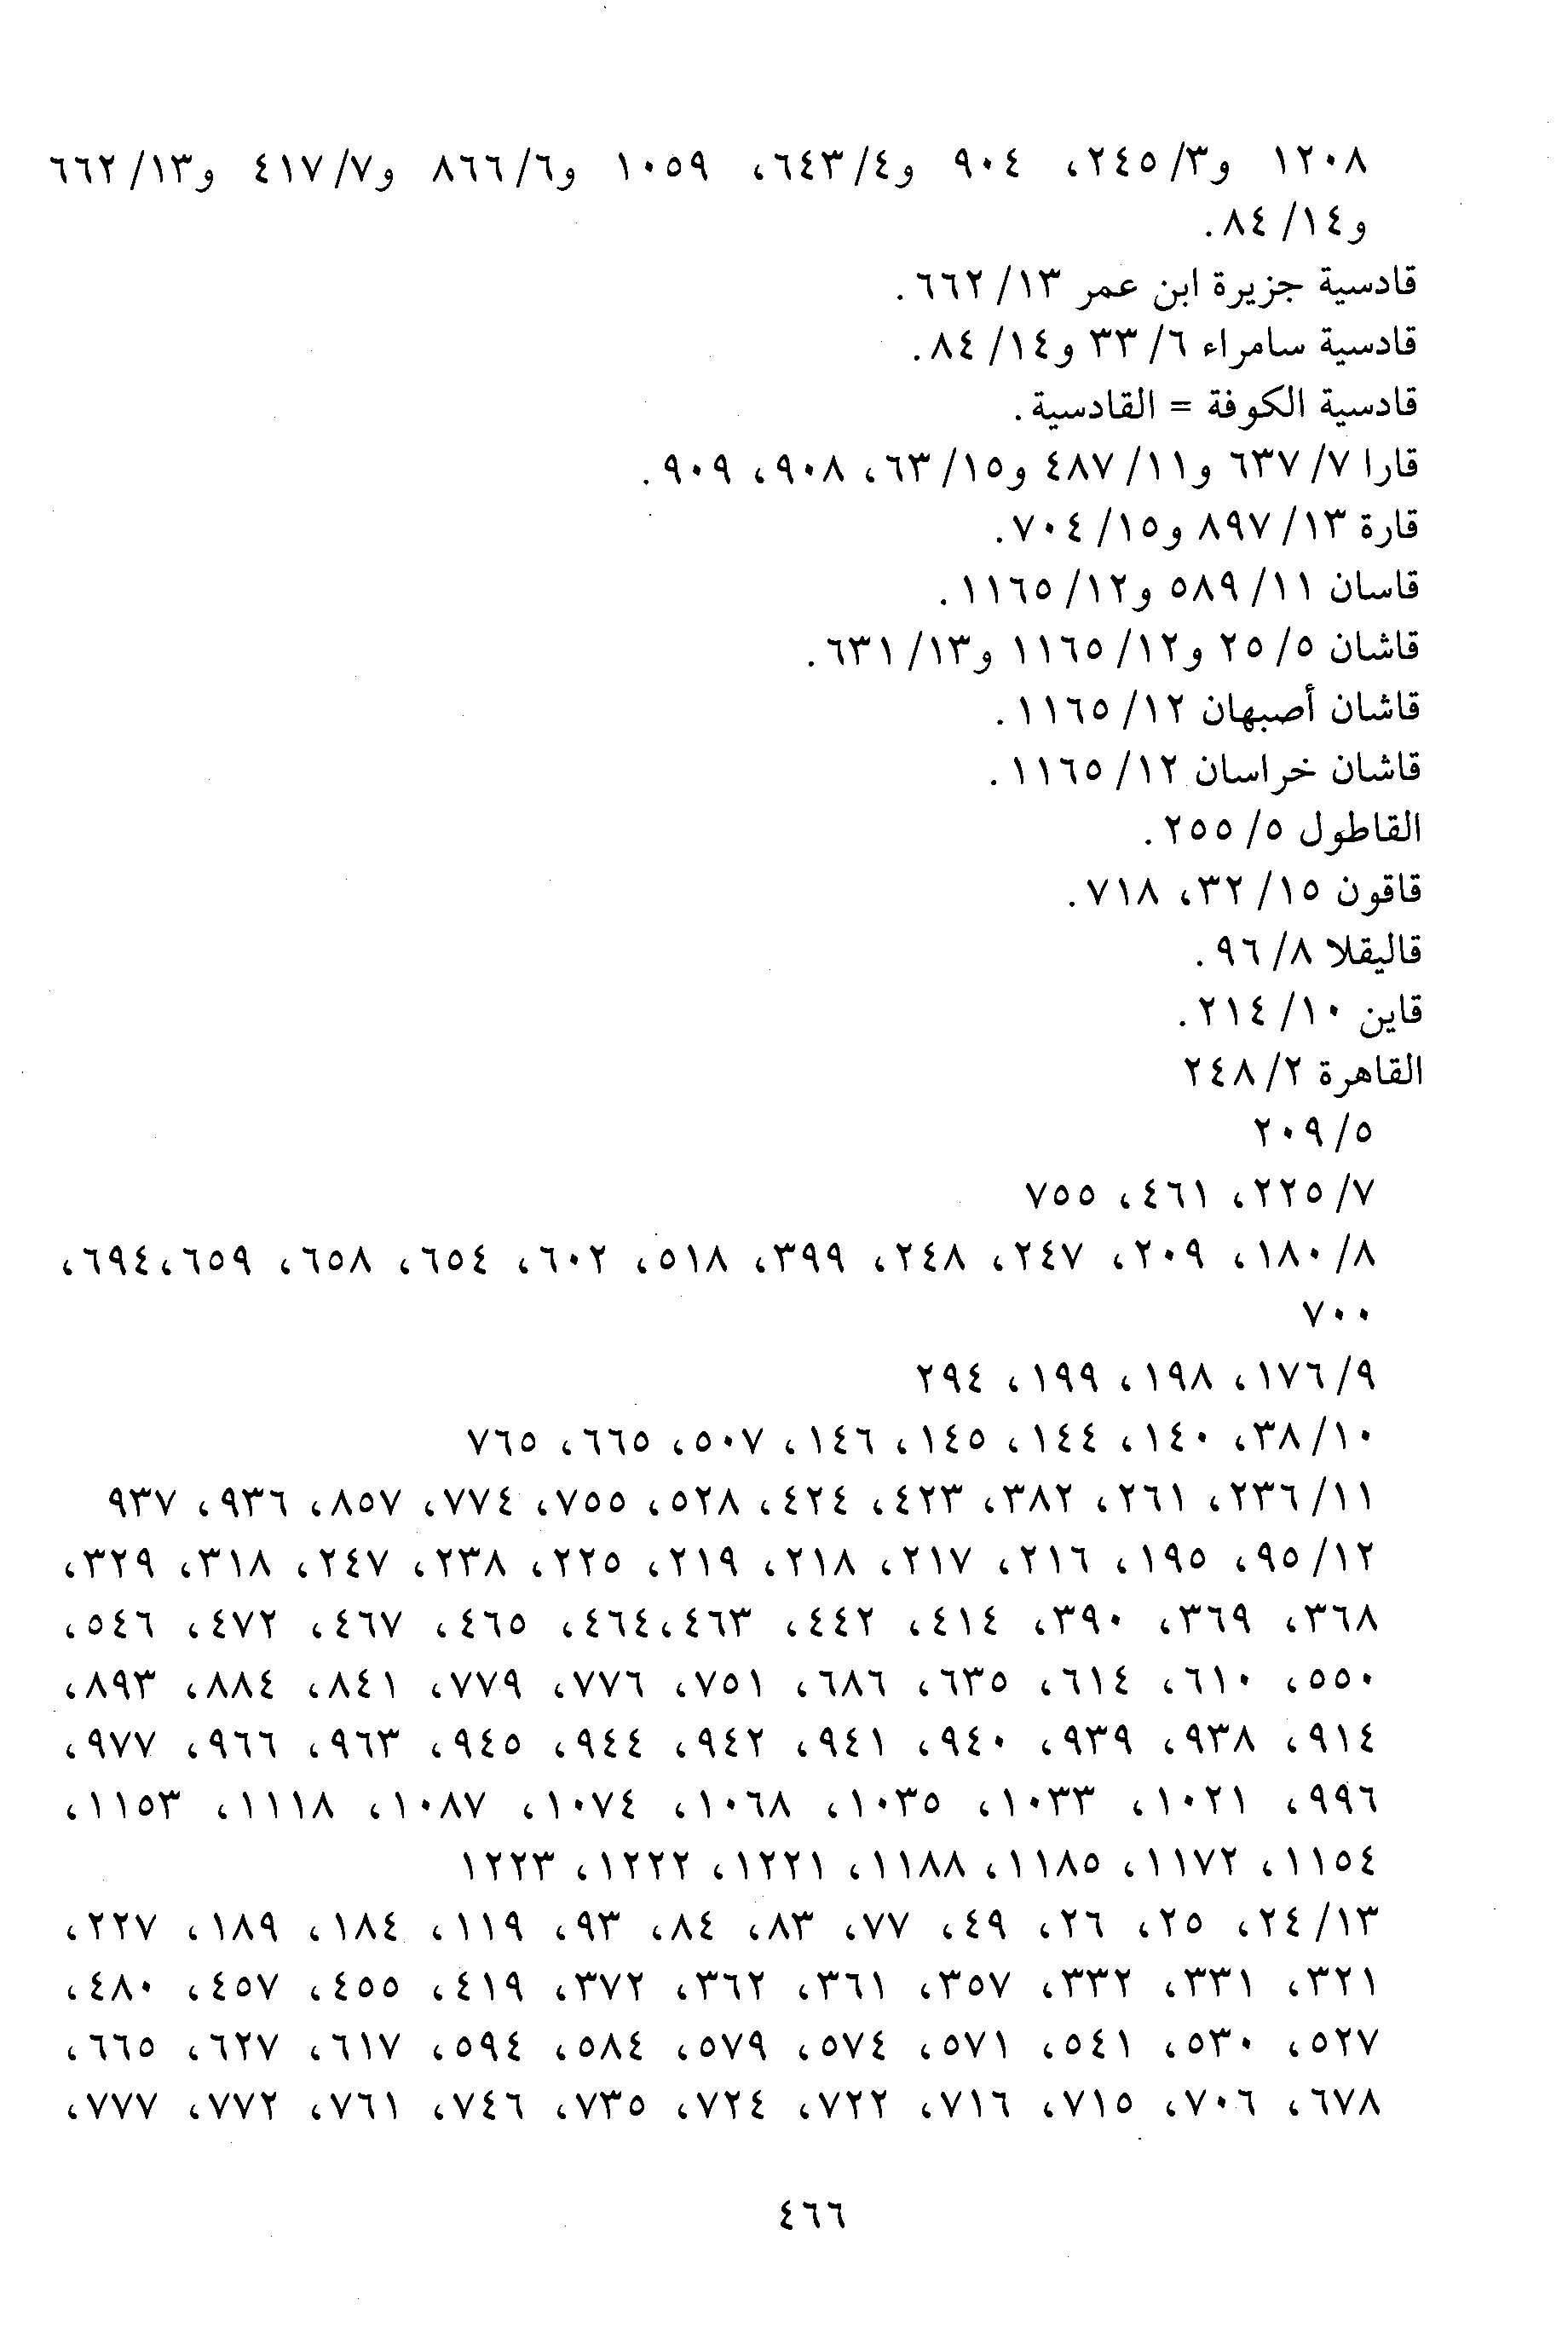 ١٢٠٨ و٣/ ٢٤٥، ٩٠٤ و٤/ ٦٤٣، ١٠٥٩ و٦/ ٨٦٦ و٧/ ٤١٧ و١٣/ ٦٦٢
و١٤/ ٨٤.
قادسية جزيرة ابن عمر ١٣/ ٦٦٢.
قادسية سامراء ٦/ ٣٣ و١٤/ ٨٤.
قادسية الكوفة = القادسية.
قارا ٧/ ٦٣٧ و١١/ ٤٨٧ و١٥/ ٦٣، ٩٠٨، ٩٠٩.
قارة ١٣/ ٨٩٧ و١٥/ ٧٠٤.
قاسان ١١/ ٥٨٩ و١٢/ ١١٦٥.
قاشان ٥/ ٢٥ و١٢/ ١١٦٥ و١٣/ ٦٣١.
قاشان أصبهان ١٢/ ١١٦٥.
قاشان خراسان ١٢/ ١١٦٥.
القاطول ٥/ ٢٥٥.
قاقون ١٥/ ٣٢، ٧١٨.
قاليقلا ٨/ ٩٦.
قاين ١٠/ ٢١٤.
القاهرة ٢/ ٢٤٨
٥/ ٢٠٩
٧/ ٢٢٥، ٤٦١، ٧٥٥
٨/ ١٨٠، ٢٠٩، ٢٤٧، ٢٤٨، ٣٩٩، ٥١٨، ٦٠٢، ٦٥٤، ٦٥٨، ٦٥٩،٦٩٤،
٧٠٠
٩/ ١٧٦، ١٩٨، ١٩٩، ٢٩٤
١٠/ ٣٨، ١٤٠، ١٤٤، ١٤٥، ١٤٦، ٥٠٧، ٦٦٥، ٧٦٥
١١/ ٢٣٦، ٢٦١، ٣٨٢، ٤٢٣، ٤٢٤، ٥٢٨، ٧٥٥، ٧٧٤، ٨٥٧، ٩٣٦، ٩٣٧
١٢/ ٩٥، ١٩٥، ٢١٦، ٢١٧، ٢١٨، ٢١٩، ٢٢٥، ٢٣٨، ٢٤٧، ٣١٨، ٣٢٩،
٣٦٨، ٣٦٩، ٣٩٠، ٤١٤، ٤٤٢، ٤٦٣،٤٦٤، ٤٦٥، ٤٦٧، ٤٧٢، ٥٤٦،
٥٥٠، ٦١٠، ٦١٤، ٦٣٥، ٦٨٦، ٧٥١، ٧٧٦، ٧٧٩، ٨٤١، ٨٨٤، ٨٩٣،
٩١٤، ٩٣٨، ٩٣٩، ٩٤٠، ٩٤١، ٩٤٢، ٩٤٤، ٩٤٥، ٩٦٣، ٩٦٦، ٩٧٧،
٩٩٦، ١٠٢١، ١٠٣٣، ١٠٣٥، ١٠٦٨، ١٠٧٤، ١٠٨٧، ١١١٨، ١١٥٣،
١١٥٤، ١١٧٢، ١١٨٥، ١١٨٨، ١٢٢١، ١٢٢٢، ١٢٢٣
١٣/ ٢٤، ٢٥، ٢٦، ٤٩، ٧٧، ٨٣، ٨٤، ٩٣، ١١٩، ١٨٤، ١٨٩، ٢٢٧،
٣٢١، ٣٣١، ٣٣٢، ٣٥٧، ٣٦١، ٣٦٢، ٣٧٢، ٤١٩، ٤٥٥، ٤٥٧، ٤٨٠،
٥٢٧، ٥٣٠، ٥٤١، ٥٧١، ٥٧٤، ٥٧٩، ٥٨٤، ٥٩٤، ٦١٧، ٦٢٧، ٦٦٥،
٦٧٨، ٧٠٦، ٧١٥، ٧١٦، ٧٢٢، ٧٢٤، ٧٣٥، ٧٤٦، ٧٦١، ٧٧٢، ٧٧٧،
٤٦٦